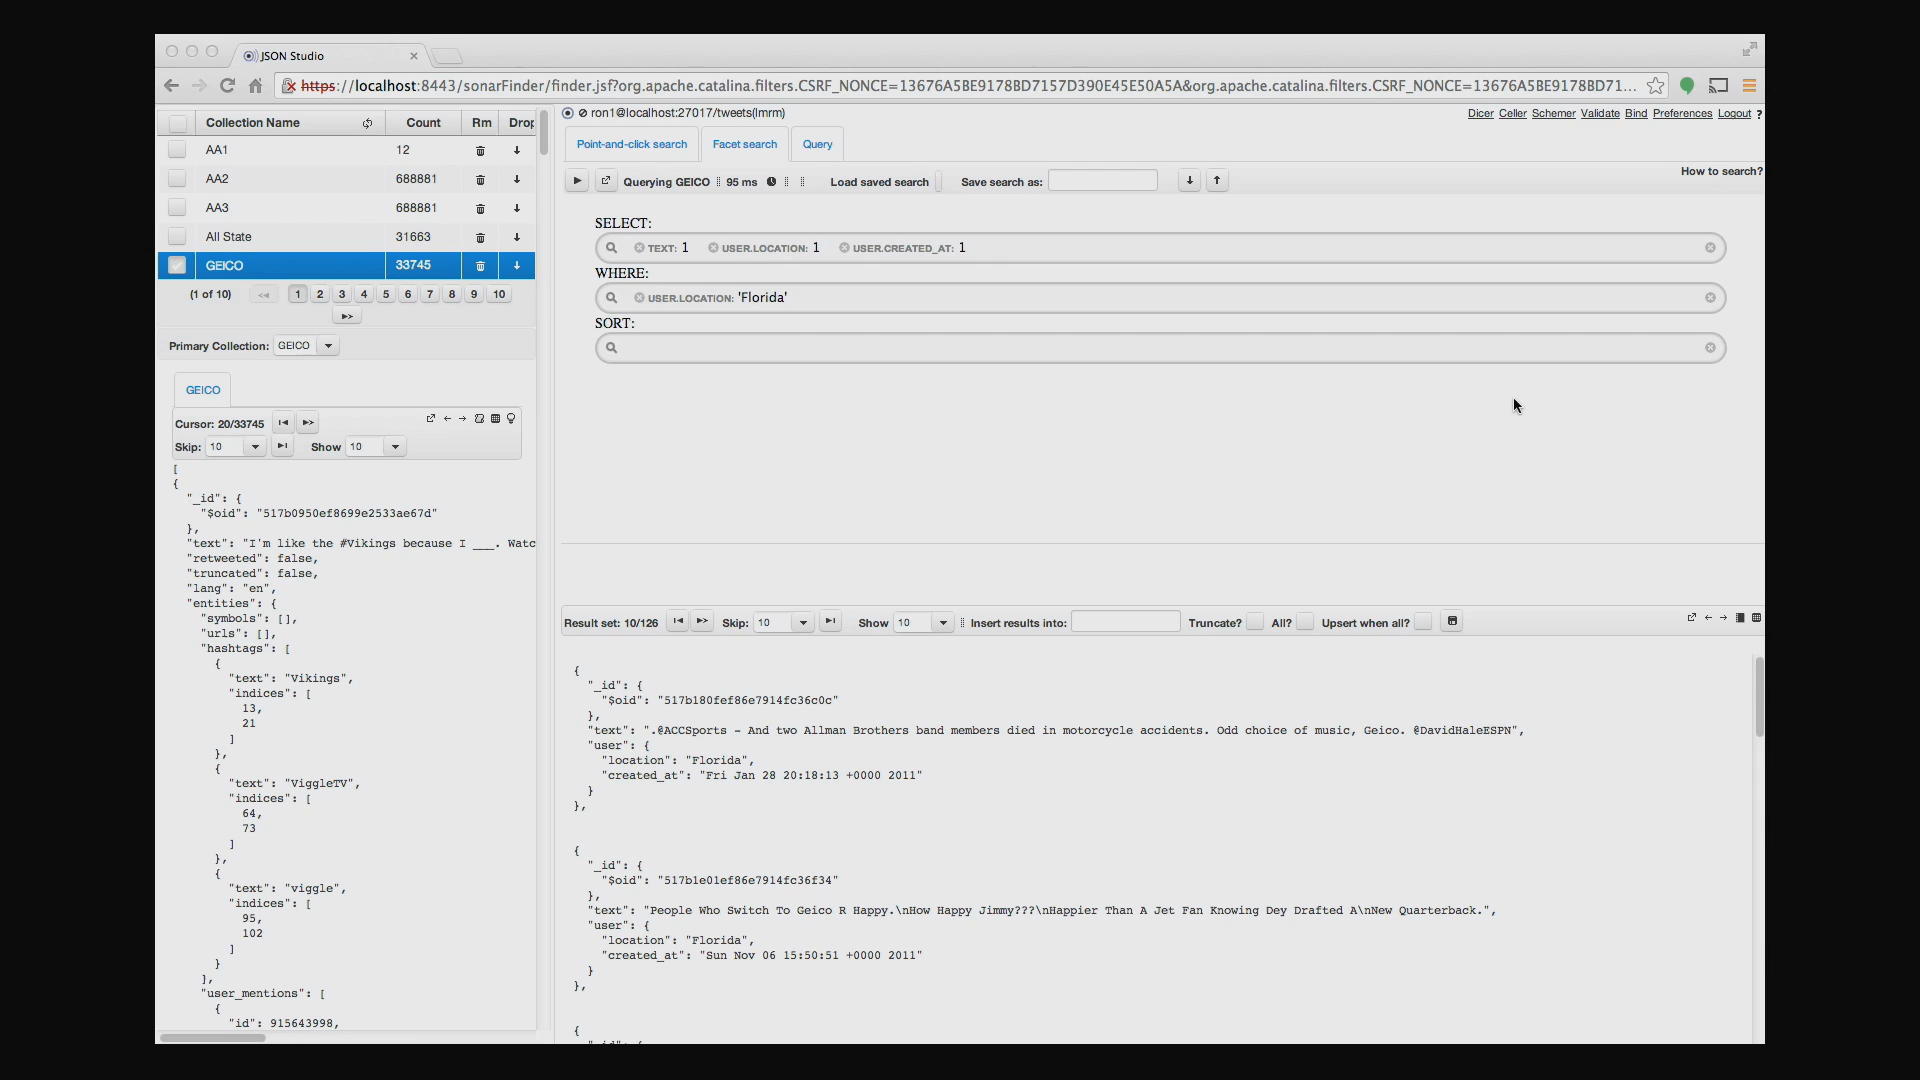 JSON Studio
https://localhost:8443/sonarFinder/finder.jsf?org.apache.catalina.filters.CSRF_NONCE=13676A5BE9178BD7157D390E45E50A5A&org.apache.catalina.filters.CSRF_NONCE=13676A5BE9178BD71...
Collection Name Count Rm Drop
AA1 12
AA2 688881
AA3 688881
All State 31663
GEICO 33745
(1 of 10) 1 2 3 4 5 6 7 8 9 10
Primary Collection: GEICO
GEICO
Cursor: 20/33745
Skip: 10 Show 10
[
{
"_id": {
"$oid": "517b0950ef8699e2533ae67d"
},
"text": "I'm like the #Vikings because I ___. Watc
"retweeted": false,
"truncated": false,
"lang": "en",
"entities": {
"symbols": [],
"urls": [],
"hashtags": [
{
"text": "Vikings",
"indices": [
13,
21
]
},
{
"text": "ViggleTV",
"indices": [
64,
73
]
},
{
"text": "viggle",
"indices": [
95,
102
]
}
],
"user_mentions": [
{
"id": 915643998,
ron1@localhost:27017/tweets(lmrm)
Dicer Celler Schemer Validate Bind Preferences Logout ?
Point-and-click search Facet search Query
Querying GEICO 95 ms Load saved search Save search as:
How to search?
SELECT:
TEXT: 1 USER.LOCATION: 1 USER.CREATED_AT: 1
WHERE:
USER.LOCATION: 'Florida'
SORT:
Result set: 10/126 Skip: 10 Show 10 Insert results into: Truncate? All? Upsert when all?
{
"_id": {
"$oid": "517b180fef86e7914fc36c0c"
},
"text": ".@ACCSports - And two Allman Brothers band members died in motorcycle accidents. Odd choice of music, Geico. @DavidHaleESPN",
"user": {
"location": "Florida",
"created_at": "Fri Jan 28 20:18:13 +0000 2011"
}
},
{
"_id": {
"$oid": "517b1e01ef86e7914fc36f34"
},
"text": "People Who Switch To Geico R Happy.\nHow Happy Jimmy???\nHappier Than A Jet Fan Knowing Dey Drafted A\nNew Quarterback.",
"user": {
"location": "Florida",
"created_at": "Sun Nov 06 15:50:51 +0000 2011"
}
},
{